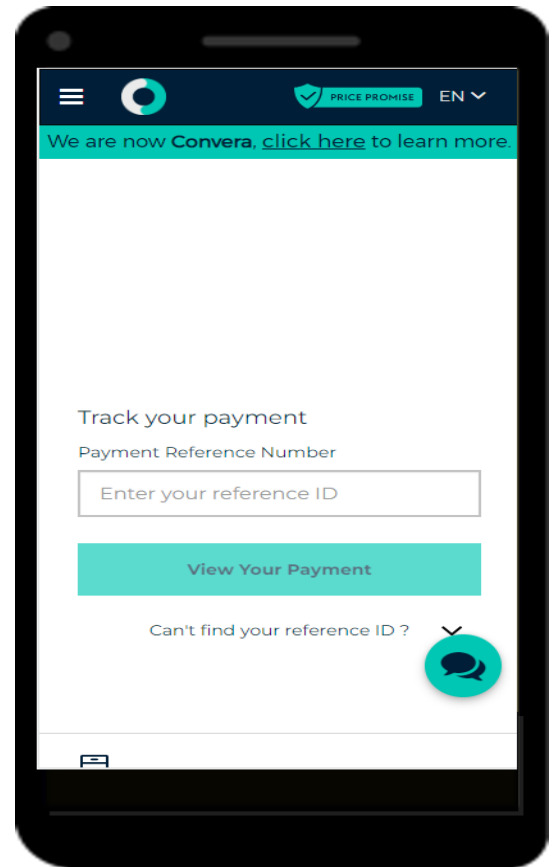 PRICE PROMISE
EN
We are now Convera, click here to learn more.
Track your payment
Payment Reference Number
Enter your reference ID
View Your Payment
Can't find your reference ID ?